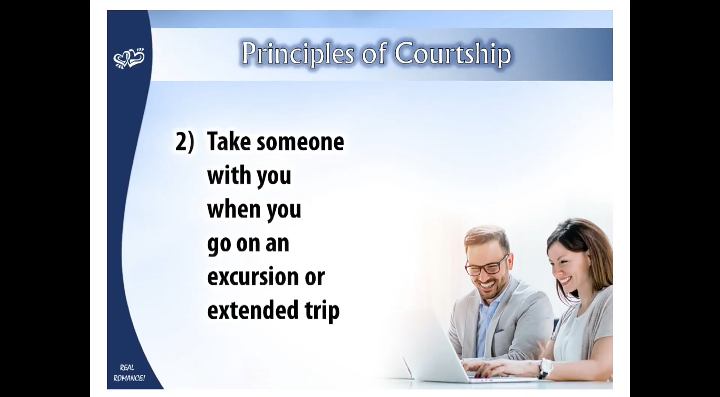 Principles of Courtship
2) Take someone
with you
when you
go on an
excursion or
extended trip
REAL
ROMANCE!